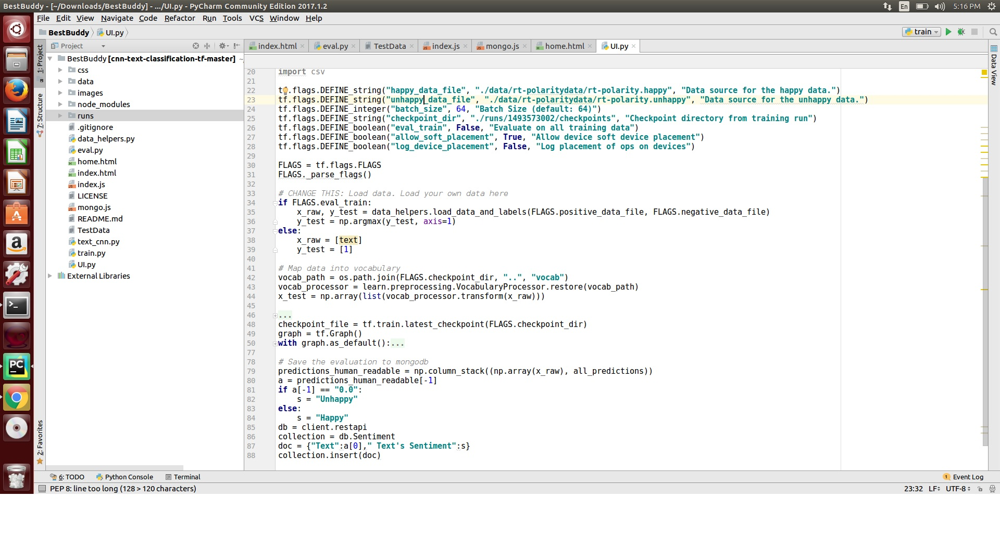 BestBuddy - [~/Downloads/BestBuddy] - .../UI.py - PyCharm Community Edition 2017.1.2
En
5:16 PM
File Edit View Navigate Code Refactor Run Tools VCS Window Help
BestBuddy UI.py
train
1: Project
7: Structure
2: Favorites
Data View
Project
index.html
eval.py
TestData
index.js
mongo.js
home.html
UI.py
BestBuddy [cnn-text-classification-tf-master]
css
data
images
node_modules
runs
.gitignore
data_helpers.py
eval.py
home.html
index.html
index.js
LICENSE
mongo.js
README.md
TestData
text_cnn.py
train.py
UI.py
External Libraries
20 import csv
21
22 t.flags.DEFINE_string("happy_data_file", "./data/rt-polaritydata/rt-polarity.happy", "Data source for the happy data.")
23 tf.flags.DEFINE_string("unhappy_data_file", "./data/rt-polaritydata/rt-polarity.unhappy", "Data source for the unhappy data.")
24 tf.flags.DEFINE_integer("batch_size", 64, "Batch Size (default: 64)")
25 tf.flags.DEFINE_string("checkpoint_dir", "./runs/1493573002/checkpoints", "Checkpoint directory from training run")
26 tf.flags.DEFINE_boolean("eval_train", False, "Evaluate on all training data")
27 tf.flags.DEFINE_boolean("allow_soft_placement", True, "Allow device soft device placement")
28 tf.flags.DEFINE_boolean("log_device_placement", False, "Log placement of ops on devices")
29
30 FLAGS = tf.flags.FLAGS
31 FLAGS._parse_flags()
32
33 # CHANGE THIS: Load data. Load your own data here
34 if FLAGS.eval_train:
35 x_raw, y_test = data_helpers.load_data_and_labels(FLAGS.positive_data_file, FLAGS.negative_data_file)
36 y_test = np.argmax(y_test, axis=1)
37 else:
38 x_raw = [text]
39 y_test = [1]
40
41 # Map data into vocabulary
42 vocab_path = os.path.join(FLAGS.checkpoint_dir, "..", "vocab")
43 vocab_processor = learn.preprocessing.VocabularyProcessor.restore(vocab_path)
44 x_test = np.array(list(vocab_processor.transform(x_raw)))
45
46 ...
48 checkpoint_file = tf.train.latest_checkpoint(FLAGS.checkpoint_dir)
49 graph = tf.Graph()
50 with graph.as_default():...
77
78 # Save the evaluation to mongodb
79 predictions_human_readable = np.column_stack((np.array(x_raw), all_predictions))
80 a = predictions_human_readable[-1]
81 if a[-1] == "0.0":
82 s = "Unhappy"
83 else:
84 s = "Happy"
85 db = client.restapi
86 collection = db.Sentiment
87 doc = {"Text":a[0]," Text's Sentiment":s}
88 collection.insert(doc)
6: TODO Python Console Terminal
1 Event Log
PEP 8: line too long (128 > 120 characters)
23:32 LF UTF-8